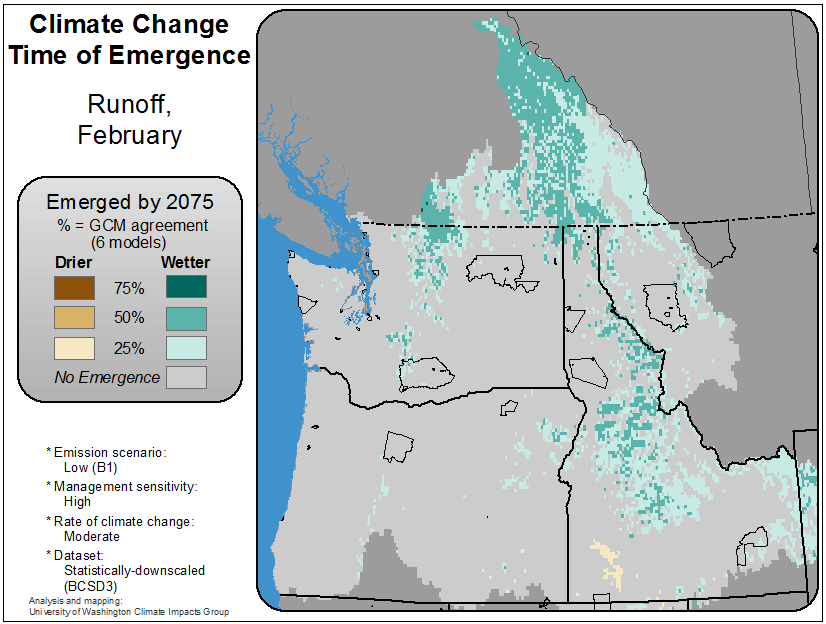 Climate Change
Time of Emergence
Runoff,
February
Emerged by 2075
% = GCM agreement
(6 models)
Drier Wetter
75%
50%
25%
No Emergence
* Emission scenario:
Low (B1)
* Management sensitivity:
High
* Rate of climate change:
Moderate
* Dataset:
Statistically-downscaled
(BCSD3)
Analysis and mapping:
University of Washington Climate Impacts Group